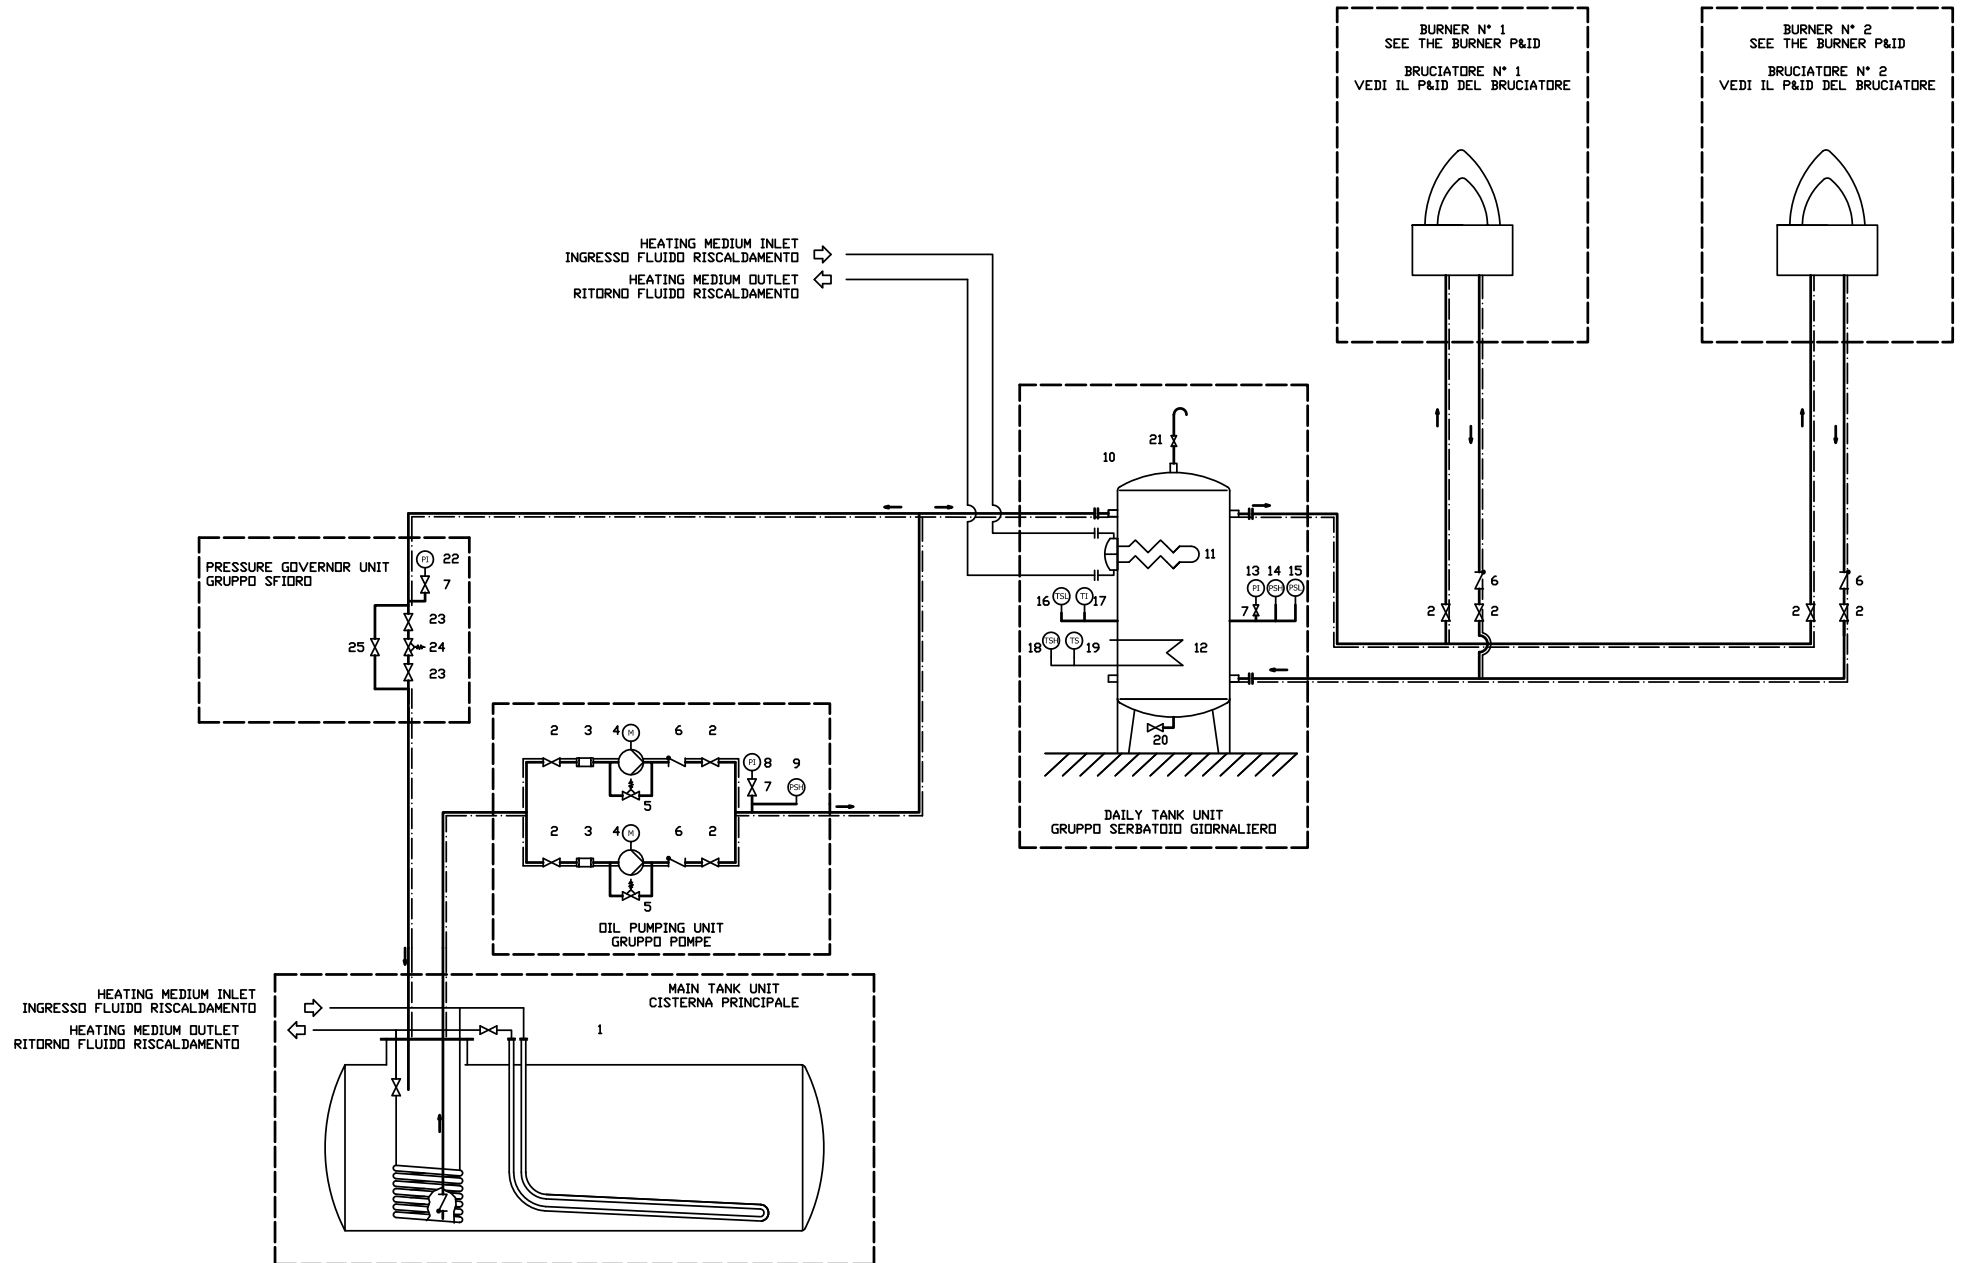 BURNER N° 1
SEE THE BURNER P&ID
BRUCIATORE N° 1
VEDI IL P&ID DEL BRUCIATORE
BURNER N° 2
SEE THE BURNER P&ID
BRUCIATORE N° 2
VEDI IL P&ID DEL BRUCIATORE
HEATING MEDIUM INLET
INGRESSO FLUIDO RISCALDAMENTO
HEATING MEDIUM OUTLET
RITORNO FLUIDO RISCALDAMENTO
21
10
11
13 14 15
PI PSH PSL
7
16 TSL TI 17
18 TSH TS 19
12
20
DAILY TANK UNIT
GRUPPO SERBATOIO GIORNALIERO
6
2 2
6
2 2
PRESSURE GOVERNOR UNIT
GRUPPO SFIORO
PI 22
7
23
25 24
23
2 3 4 M 6 2
5
PI 8 9
7 PSH
2 3 4 M 6 2
5
OIL PUMPING UNIT
GRUPPO POMPE
MAIN TANK UNIT
CISTERNA PRINCIPALE
HEATING MEDIUM INLET
INGRESSO FLUIDO RISCALDAMENTO
HEATING MEDIUM OUTLET
RITORNO FLUIDO RISCALDAMENTO
1